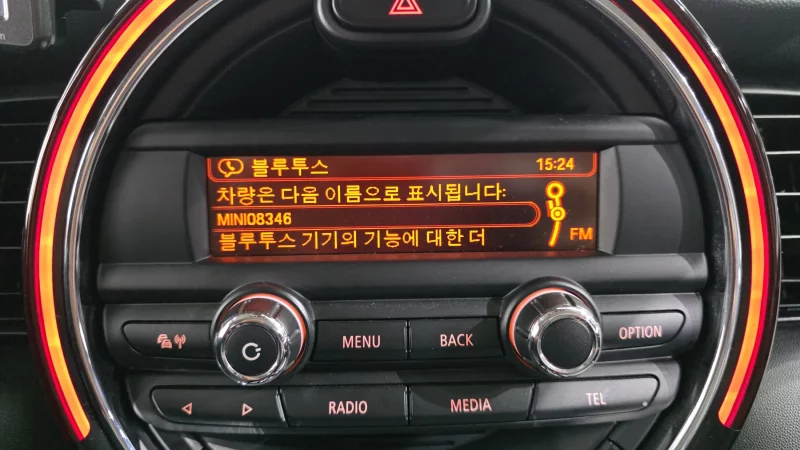 블루투스 15:24
차량은 다음 이름으로 표시됩니다:
MINI08346
블루투스 기기의 기능에 대한 더 FM
MENU BACK OPTION
RADIO MEDIA TEL